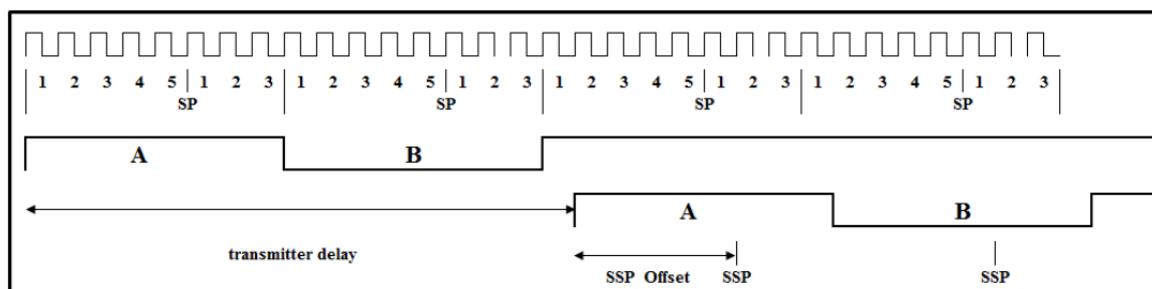 1 2 3 4 5 1 2 3 1 2 3 4 5 1 2 3 1 2 3 4 5 1 2 3 1 2 3 4 5 1 2 3
SP SP SP SP
A B
A B
transmitter delay
SSP Offset SSP SSP